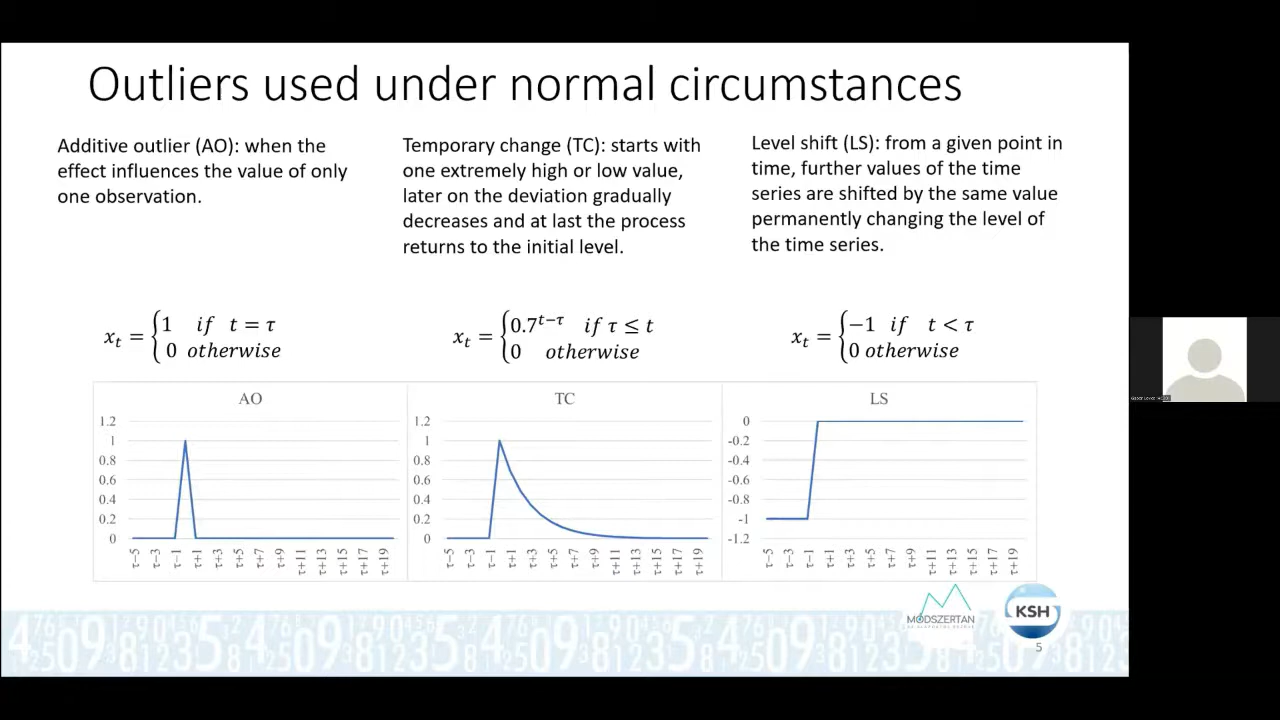 Outliers used under normal circumstances
Additive outlier (AO): when the
effect influences the value of only
one observation.
Temporary change (TC): starts with
one extremely high or low value,
later on the deviation gradually
decreases and at last the process
returns to the initial level.
Level shift (LS): from a given point in
time, further values of the time
series are shifted by the same value
permanently changing the level of
the time series.
x_t = {1 if t = τ
0 otherwise
x_t = {0.7^{t−τ} if τ ≤ t
0 otherwise
x_t = {−1 if t < τ
0 otherwise
AO
1.2
1
0.8
0.6
0.4
0.2
0
τ−5 τ−3 τ−1 τ+1 τ+3 τ+5 τ+7 τ+9 τ+11 τ+13 τ+15 τ+17 τ+19
TC
1.2
1
0.8
0.6
0.4
0.2
0
τ−5 τ−3 τ−1 τ+1 τ+3 τ+5 τ+7 τ+9 τ+11 τ+13 τ+15 τ+17 τ+19
LS
0
-0.2
-0.4
-0.6
-0.8
-1
-1.2
τ−5 τ−3 τ−1 τ+1 τ+3 τ+5 τ+7 τ+9 τ+11 τ+13 τ+15 τ+17 τ+19
MÓDSZERTAN
KSH
5